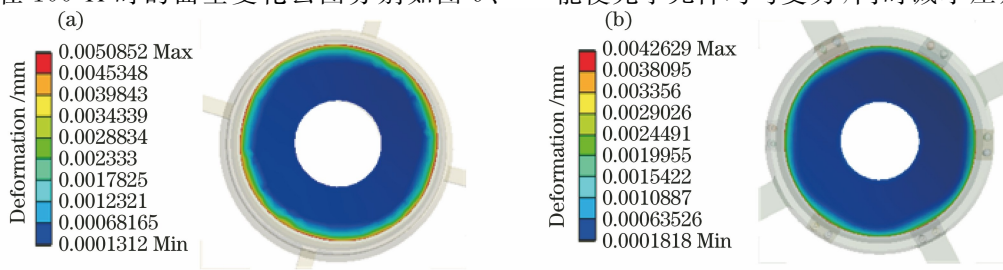 (a)
Deformation /mm
0.0050852 Max
0.0045348
0.0039843
0.0034339
0.0028834
0.002333
0.0017825
0.0012321
0.00068165
0.0001312 Min
(b)
Deformation /mm
0.0042629 Max
0.0038095
0.003356
0.0029026
0.0024491
0.0019955
0.0015422
0.0010887
0.00063526
0.0001818 Min